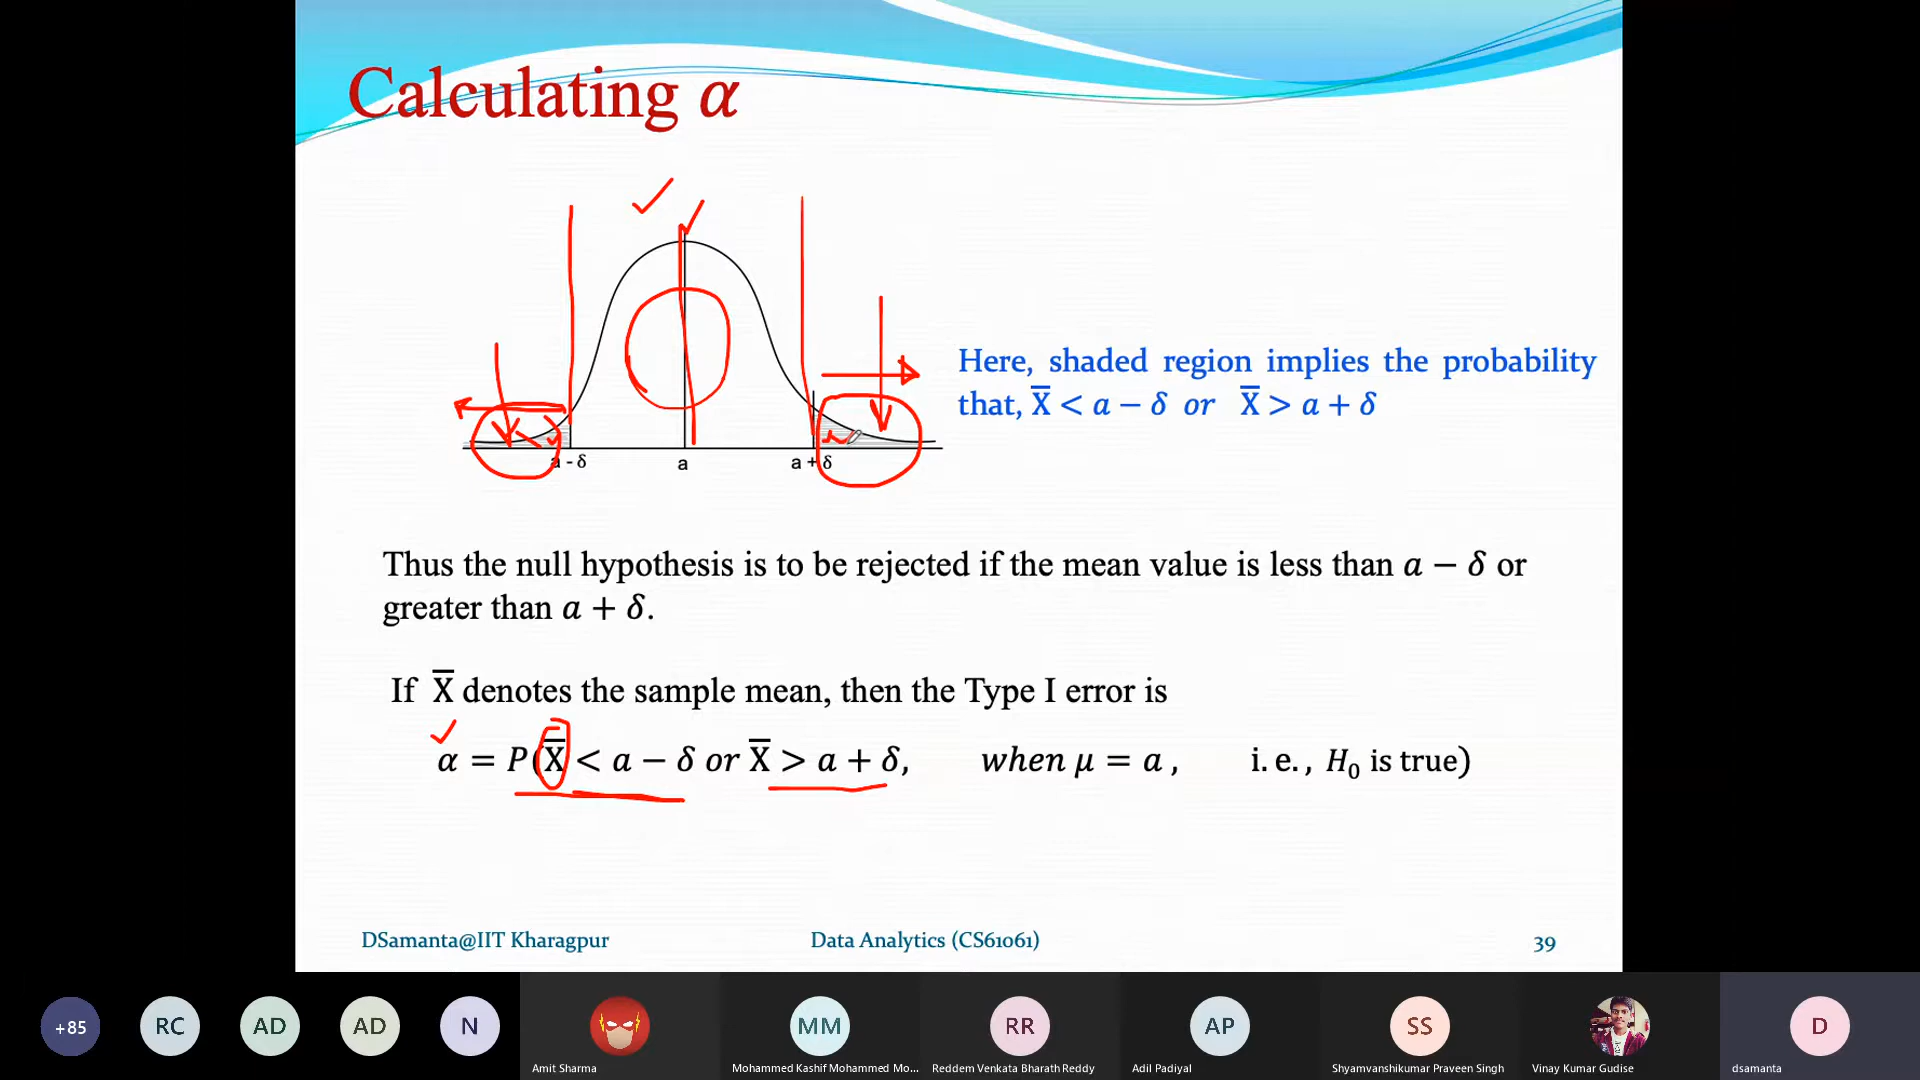 Calculating α
Here, shaded region implies the probability
that, X̅ < a − δ or X̅ > a + δ
a - δ
a
a + δ
Thus the null hypothesis is to be rejected if the mean value is less than a − δ or
greater than a + δ.
If X̅ denotes the sample mean, then the Type I error is
α = P(X̅ < a − δ or X̅ > a + δ, when μ = a , i. e., H₀ is true)
DSamanta@IIT Kharagpur
Data Analytics (CS61061)
39
+85
RC
AD
AD
N
MM
RR
AP
SS
D
Amit Sharma
Mohammed Kashif Mohammed Mo...
Reddem Venkata Bharath Reddy
Adil Padiyal
Shyamvanshikumar Praveen Singh
Vinay Kumar Gudise
dsamanta